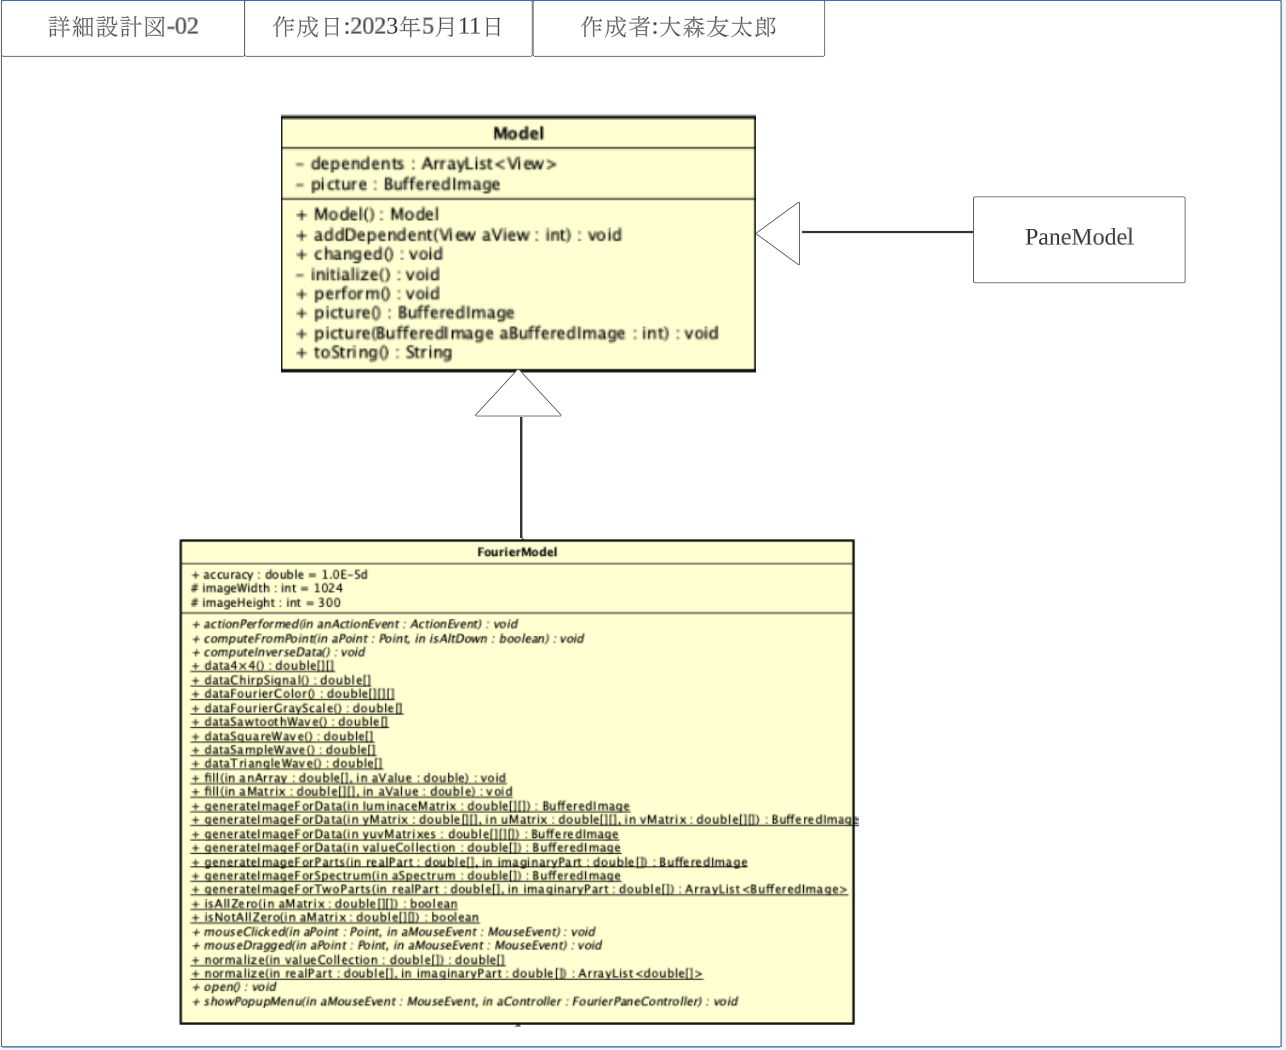 詳細設計図-02
作成日:2023年5月11日
作成者:大森友太郎
Model
- dependents : ArrayList<View>
- picture : BufferedImage
+ Model() : Model
+ addDependent(View aView : int) : void
+ changed() : void
- initialize() : void
+ perform() : void
+ picture() : BufferedImage
+ picture(BufferedImage aBufferedImage : int) : void
+ toString() : String
PaneModel
FourierModel
+ accuracy : double = 1.0E-5d
# imageWidth : int = 1024
# imageHeight : int = 300
+ actionPerformed(in anActionEvent : ActionEvent) : void
+ computeFromPoint(in aPoint : Point, in isAltDown : boolean) : void
+ computeInverseData() : void
+ data4×4() : double[][]
+ dataChirpSignal() : double[]
+ dataFourierColor() : double[][][]
+ dataFourierGrayScale() : double[]
+ dataSawtoothWave() : double[]
+ dataSquareWave() : double[]
+ dataSampleWave() : double[]
+ dataTriangleWave() : double[]
+ fill(in anArray : double[], in aValue : double) : void
+ fill(in aMatrix : double[][], in aValue : double) : void
+ generateImageForData(in luminaceMatrix : double[][]) : BufferedImage
+ generateImageForData(in yMatrix : double[][], in uMatrix : double[][], in vMatrix : double[][]) : BufferedImage
+ generateImageForData(in yuvMatrixes : double[][][]) : BufferedImage
+ generateImageForData(in valueCollection : double[]) : BufferedImage
+ generateImageForParts(in realPart : double[], in imaginaryPart : double[]) : BufferedImage
+ generateImageForSpectrum(in aSpectrum : double[]) : BufferedImage
+ generateImageForTwoParts(in realPart : double[], in imaginaryPart : double[]) : ArrayList<BufferedImage>
+ isAllZero(in aMatrix : double[][]) : boolean
+ isNotAllZero(in aMatrix : double[][]) : boolean
+ mouseClicked(in aPoint : Point, in aMouseEvent : MouseEvent) : void
+ mouseDragged(in aPoint : Point, in aMouseEvent : MouseEvent) : void
+ normalize(in valueCollection : double[]) : double[]
+ normalize(in realPart : double[], in imaginaryPart : double[]) : ArrayList<double[]>
+ open() : void
+ showPopupMenu(in aMouseEvent : MouseEvent, in aController : FourierPaneController) : void